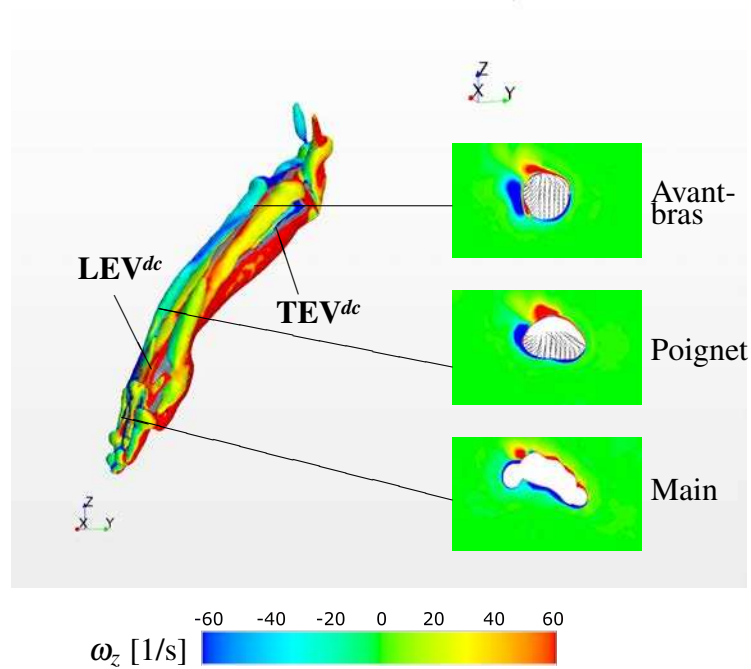 Z
X Y
Avant-
bras
LEV^dc
TEV^dc
Poignet
Main
Z
X Y
-60 -40 -20 0 20 40 60
ω_z [1/s]